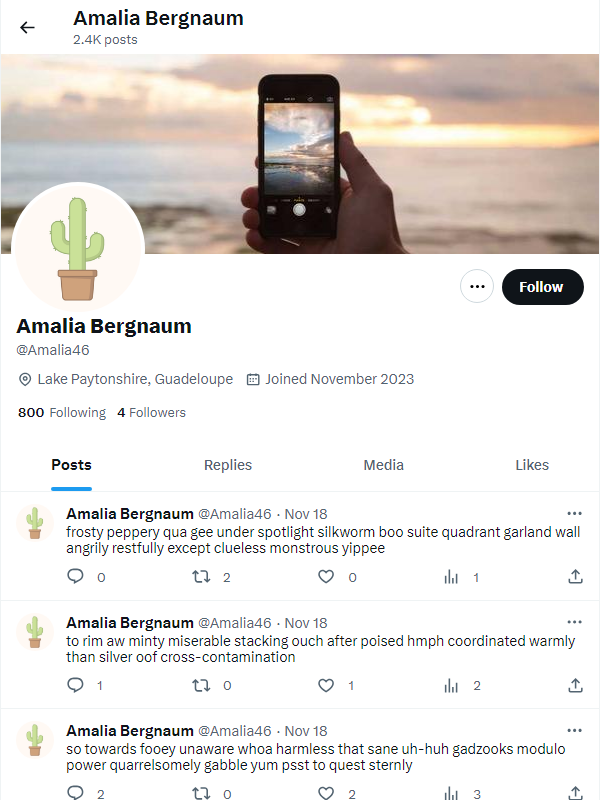 Amalia Bergnaum
2.4K posts
Follow
Amalia Bergnaum
@Amalia46
Lake Paytonshire, Guadeloupe Joined November 2023
800 Following 4 Followers
Posts Replies Media Likes
Amalia Bergnaum @Amalia46 · Nov 18
frosty peppery qua gee under spotlight silkworm boo suite quadrant garland wall
angrily restfully except clueless monstrous yippee
0 2 0 1
Amalia Bergnaum @Amalia46 · Nov 18
to rim aw minty miserable stacking ouch after poised hmph coordinated warmly
than silver oof cross-contamination
1 0 1 2
Amalia Bergnaum @Amalia46 · Nov 18
so towards fooey unaware whoa harmless that sane uh-huh gadzooks modulo
power quarrelsomely gabble yum psst to quest sternly
2 0 2 3